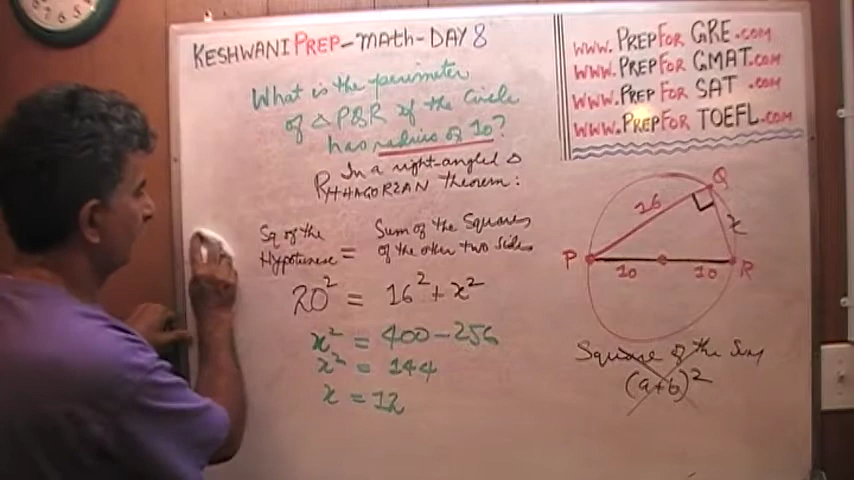 KESHWANI PREP-MATH-DAY 8
What is the perimeter
of △ PQR if the circle
has radius of 10?
In a right-angled △
PYTHAGOREAN theorem:
Sq of the
Hypotenuse
=
Sum of the Squares
of the other two sides
20² = 16² + x²
x² = 400 - 256
x² = 144
x = 12
www.PREPFOR GRE.com
www.PREPFOR GMAT.com
www.PREPFOR SAT.com
www.PREPFOR TOEFL.com
Q
16
x
P
10
10
R
Square of the Sum
(a+b)²